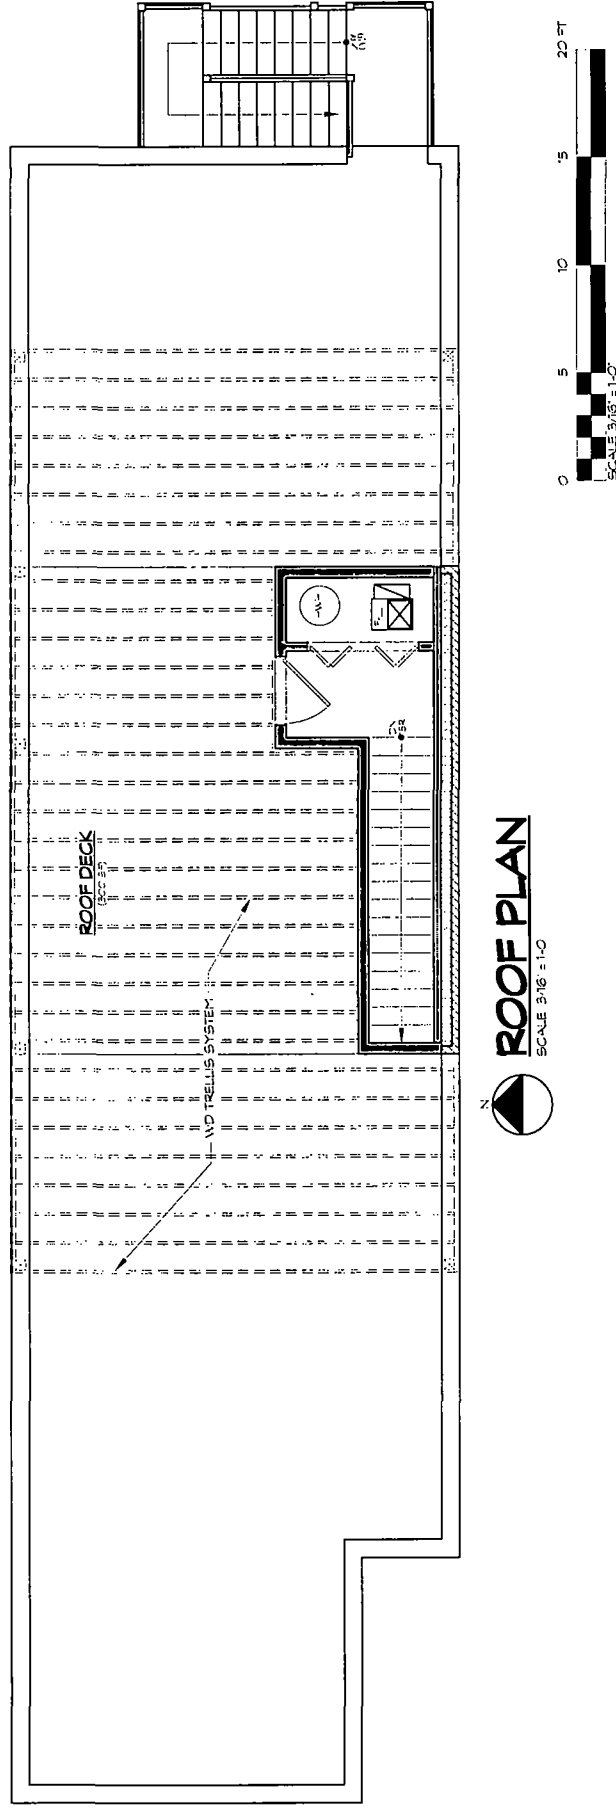 ROOF DECK
WD TRELLIS SYSTEM
DN
N
ROOF PLAN
SCALE 3/16" = 1'-0
0 5 10 15 20 FT
SCALE 3/16" = 1'-0"